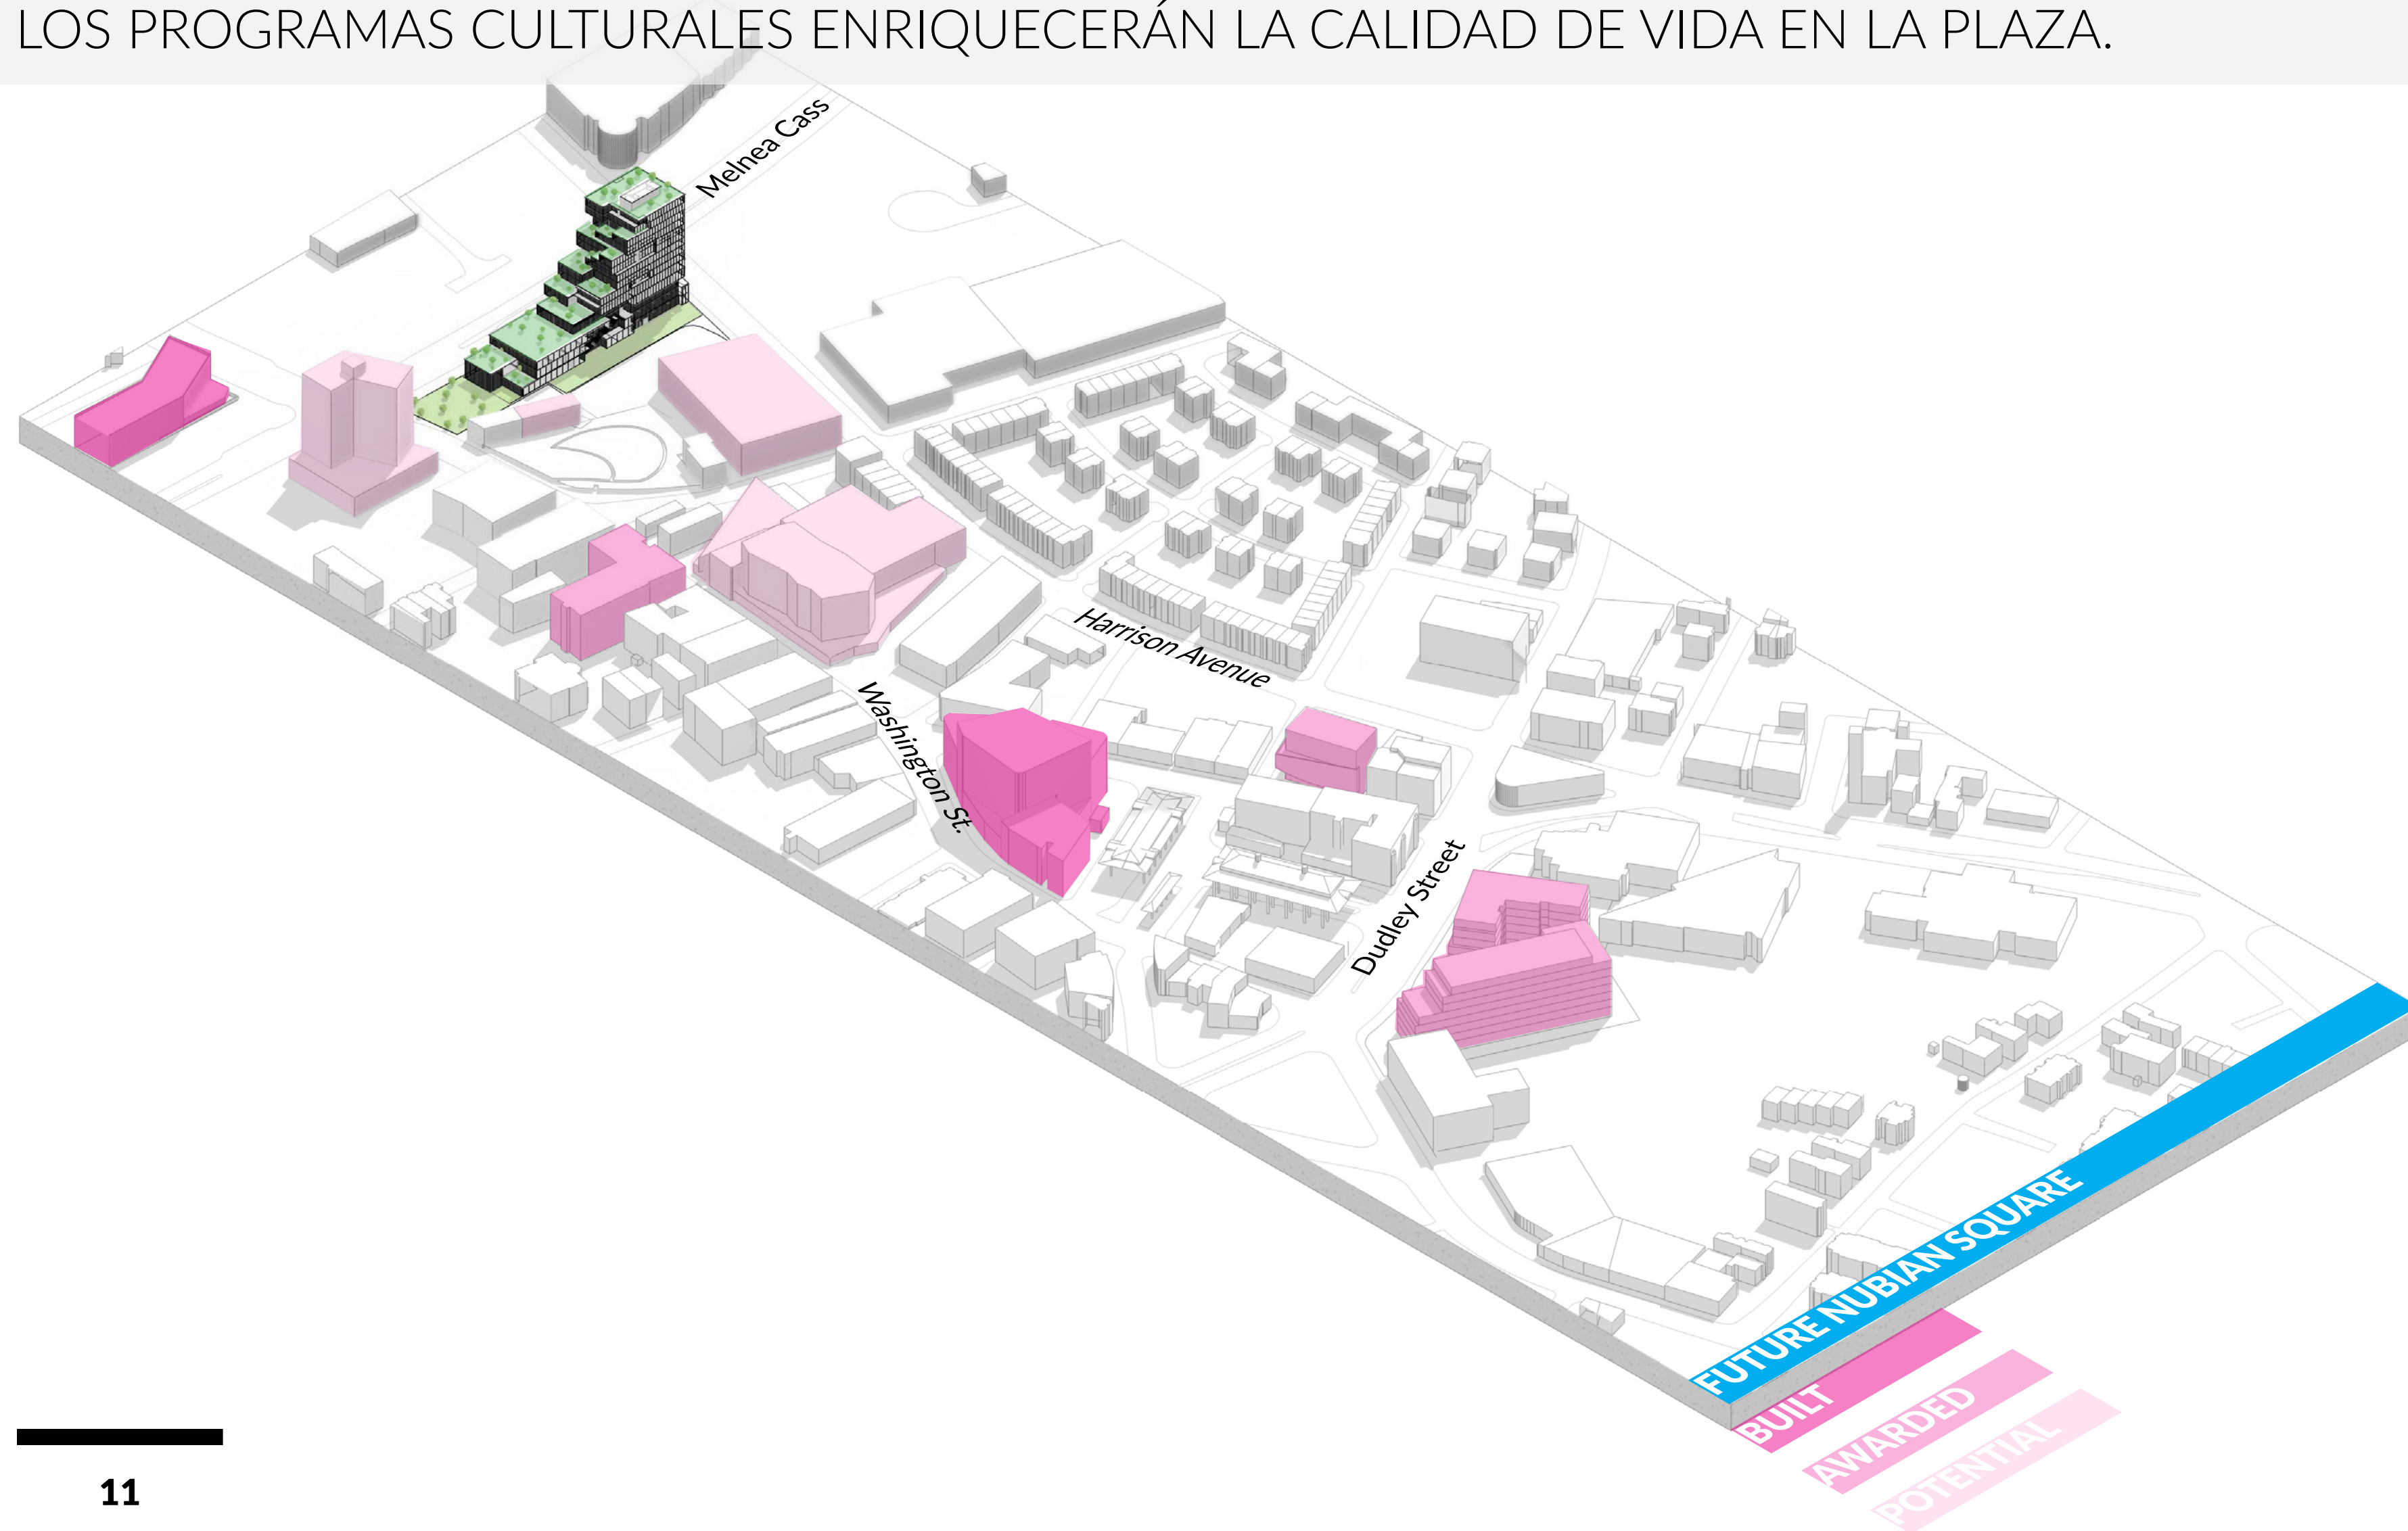 LOS PROGRAMAS CULTURALES ENRIQUECERÁN LA CALIDAD DE VIDA EN LA PLAZA.
Melnea Cass
Harrison Avenue
Washington St.
Dudley Street
FUTURE NUBIAN SQUARE
BUILT
AWARDED
POTENTIAL
11